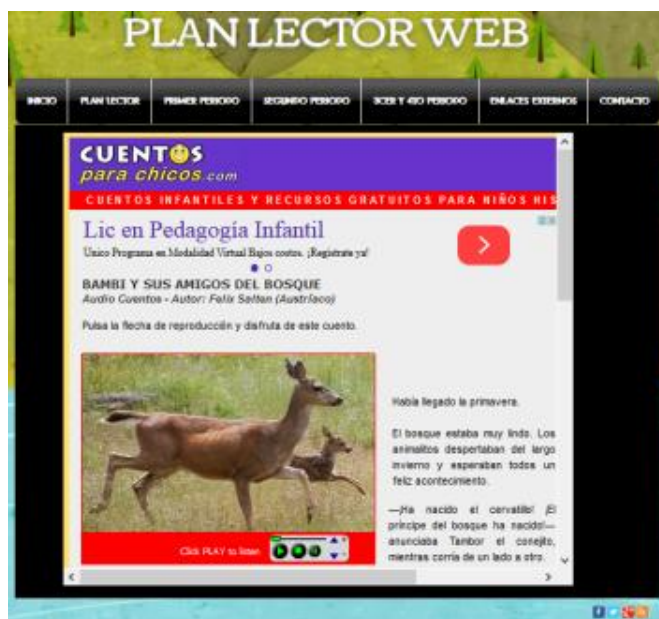 PLAN LECTOR WEB
INICIO
PLAN LECTOR
PRIMER PERIODO
SEGUNDO PERIODO
3CER Y 4TO PERIODO
ENLACES EXTERNOS
CONTACTO
CUENTOS
para chicos.com
CUENTOS INFANTILES Y RECURSOS GRATUITOS PARA NIÑOS HIS
Lic en Pedagogía Infantil
Unico Programa en Modalidad Virtual Bajos costos. ¡Registrate ya!
BAMBI Y SUS AMIGOS DEL BOSQUE
Audio Cuentos - Autor: Felix Salten (Austríaco)
Pulsa la flecha de reproducción y disfruta de este cuento.
Había llegado la primavera.
El bosque estaba muy lindo. Los
animalitos despertaban del largo
invierno y esperaban todos un
feliz acontecimiento.
—¡Ha nacido el cervatillo! ¡El
príncipe del bosque ha nacido!—
anunciaba Tambor el conejito,
mientras corría de un lado a otro.
Click PLAY to listen